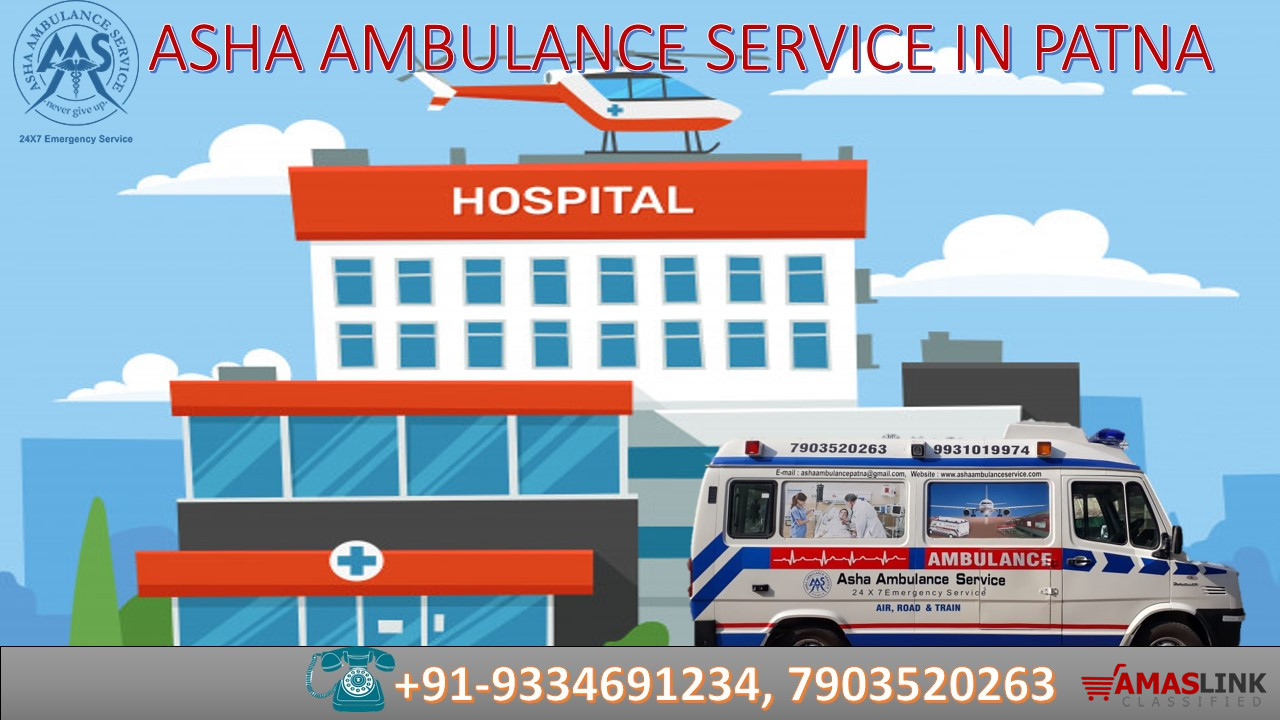 ASHA AMBULANCE SERVICE IN PATNA
ASHA AMBULANCE SERVICE
AAS
never give up
24X7 Emergency Service
HOSPITAL
7903520263 9931019974
E-mail : ashaambulancepatna@gmail.com, Website : www.ashaambulanceservice.com
AMBULANCE
Asha Ambulance Service
24 X 7 Emergency Service
AIR, ROAD & TRAIN
+91-9334691234, 7903520263
AMASLINK
CLASSIFIED